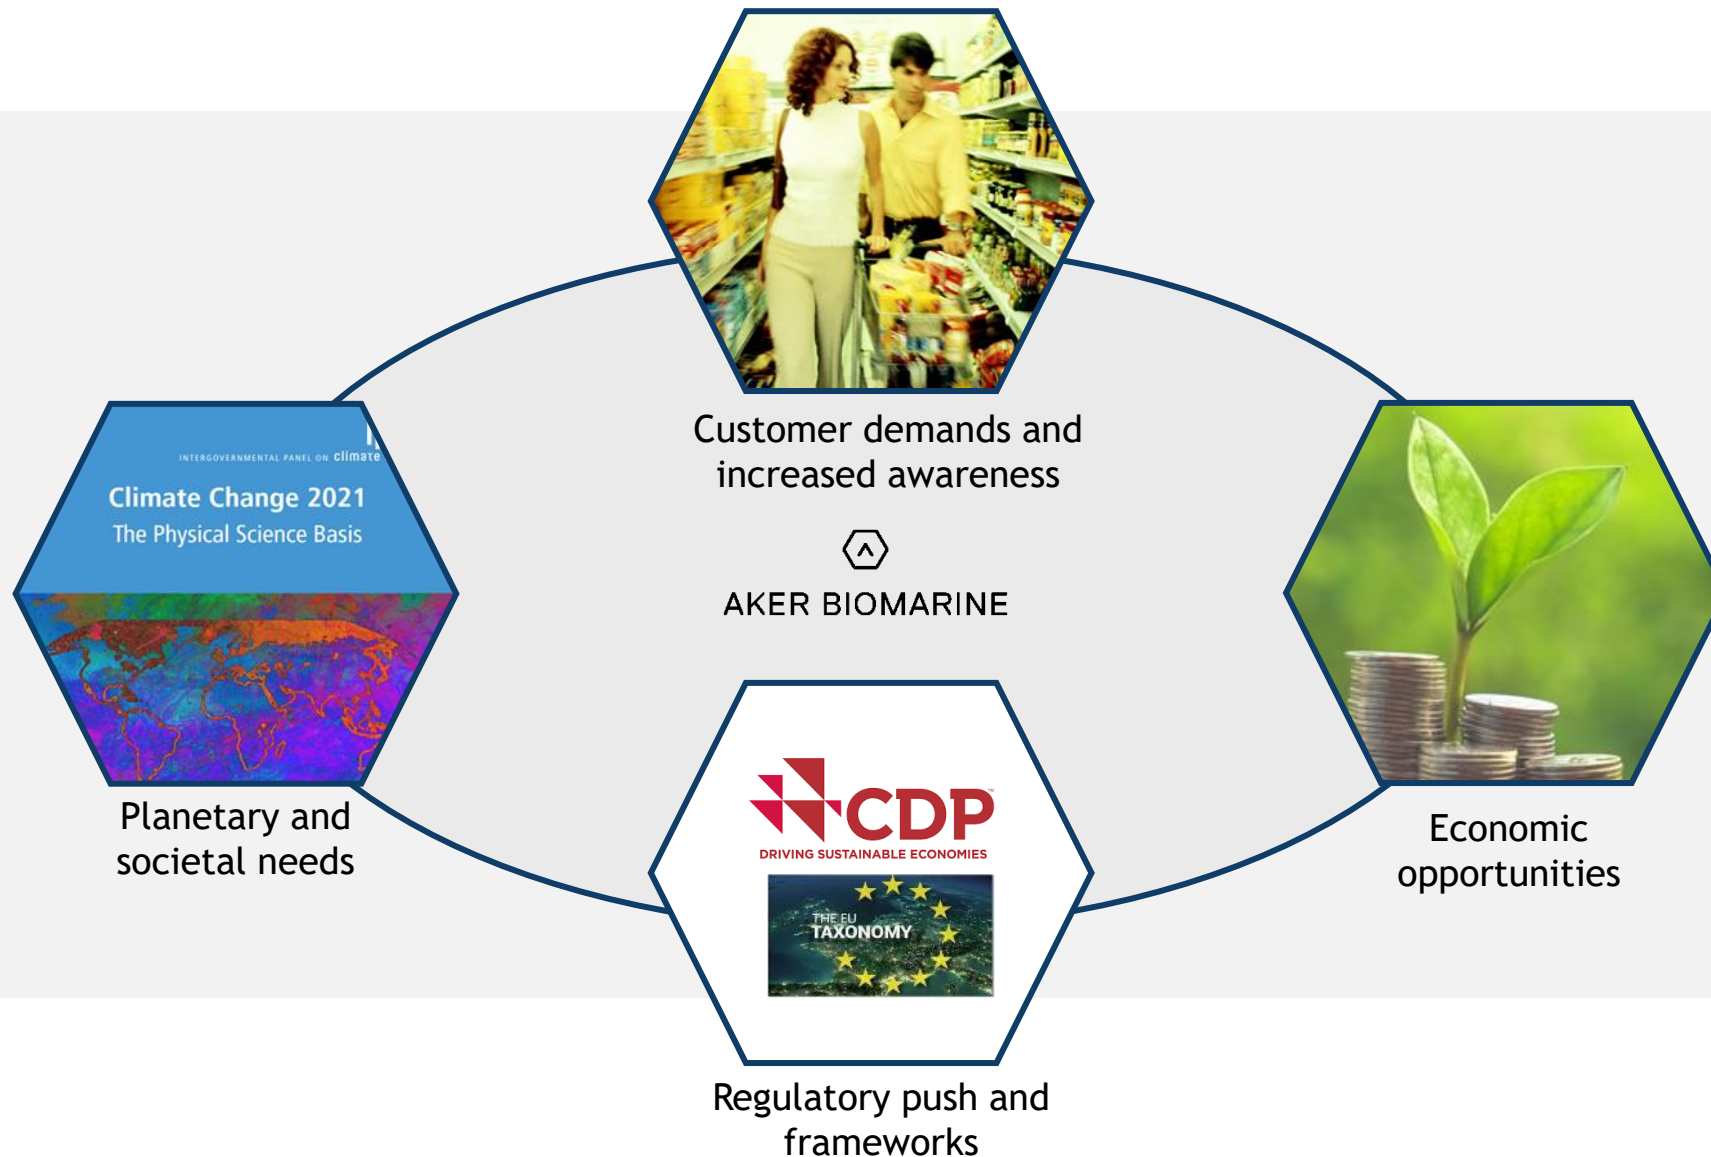 Customer demands and
increased awareness
INTERGOVERNMENTAL PANEL ON climate
Climate Change 2021
The Physical Science Basis
AKER BIOMARINE
Planetary and
societal needs
CDP
DRIVING SUSTAINABLE ECONOMIES
THE EU
TAXONOMY
Economic
opportunities
Regulatory push and
frameworks